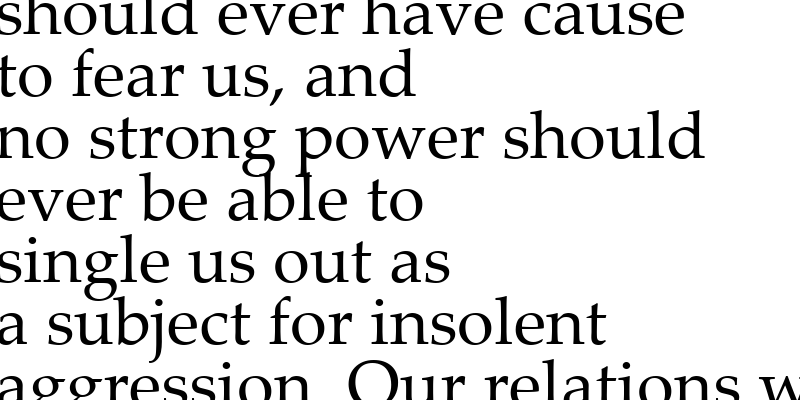 should ever have cause
to fear us, and
no strong power should
ever be able to
single us out as
a subject for insolent
aggression. Our relations